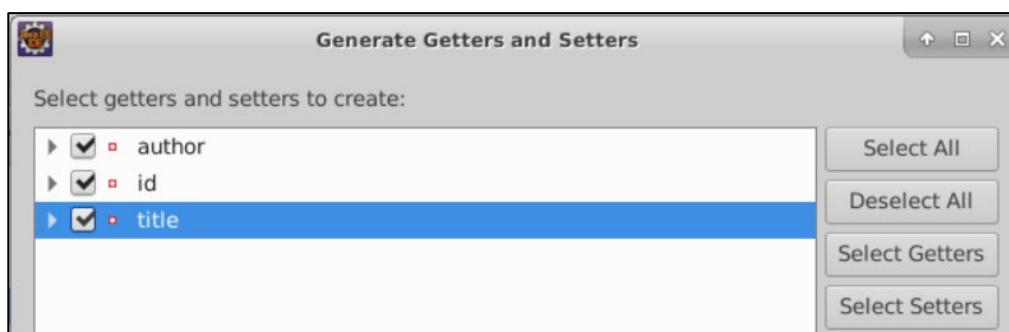 Generate Getters and Setters
Select getters and setters to create:
author
id
title
Select All
Deselect All
Select Getters
Select Setters